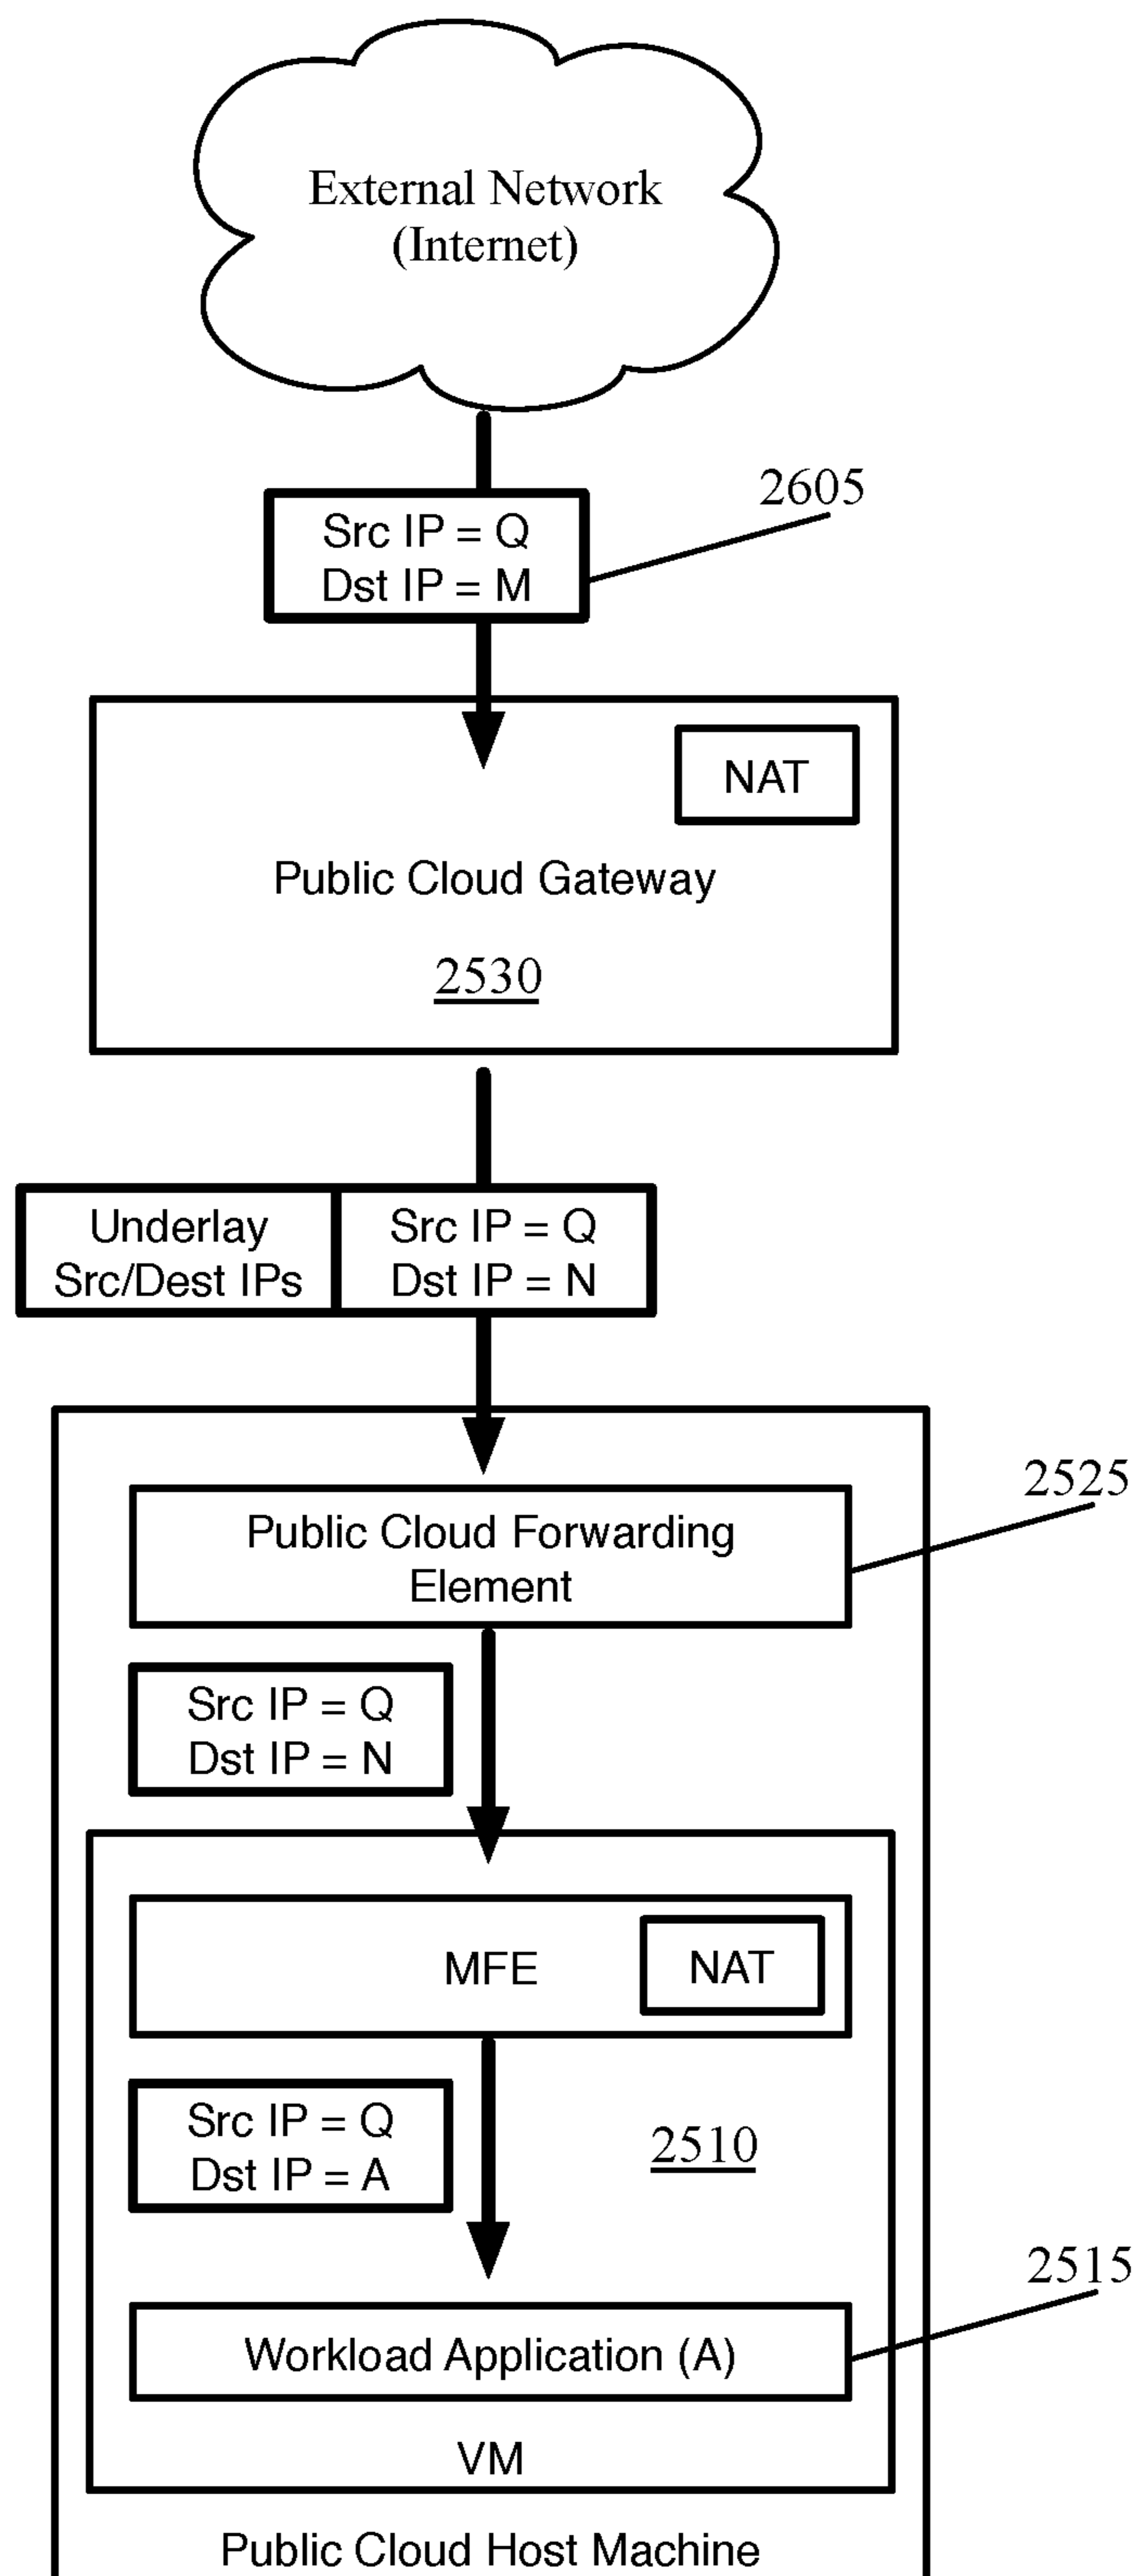 External Network
(Internet)
2605
Src IP = Q
Dst IP = M
NAT
Public Cloud Gateway
2530
Underlay
Src/Dest IPs
Src IP = Q
Dst IP = N
2525
Public Cloud Forwarding
Element
Src IP = Q
Dst IP = N
MFE
NAT
Src IP = Q
Dst IP = A
2510
2515
Workload Application (A)
VM
Public Cloud Host Machine